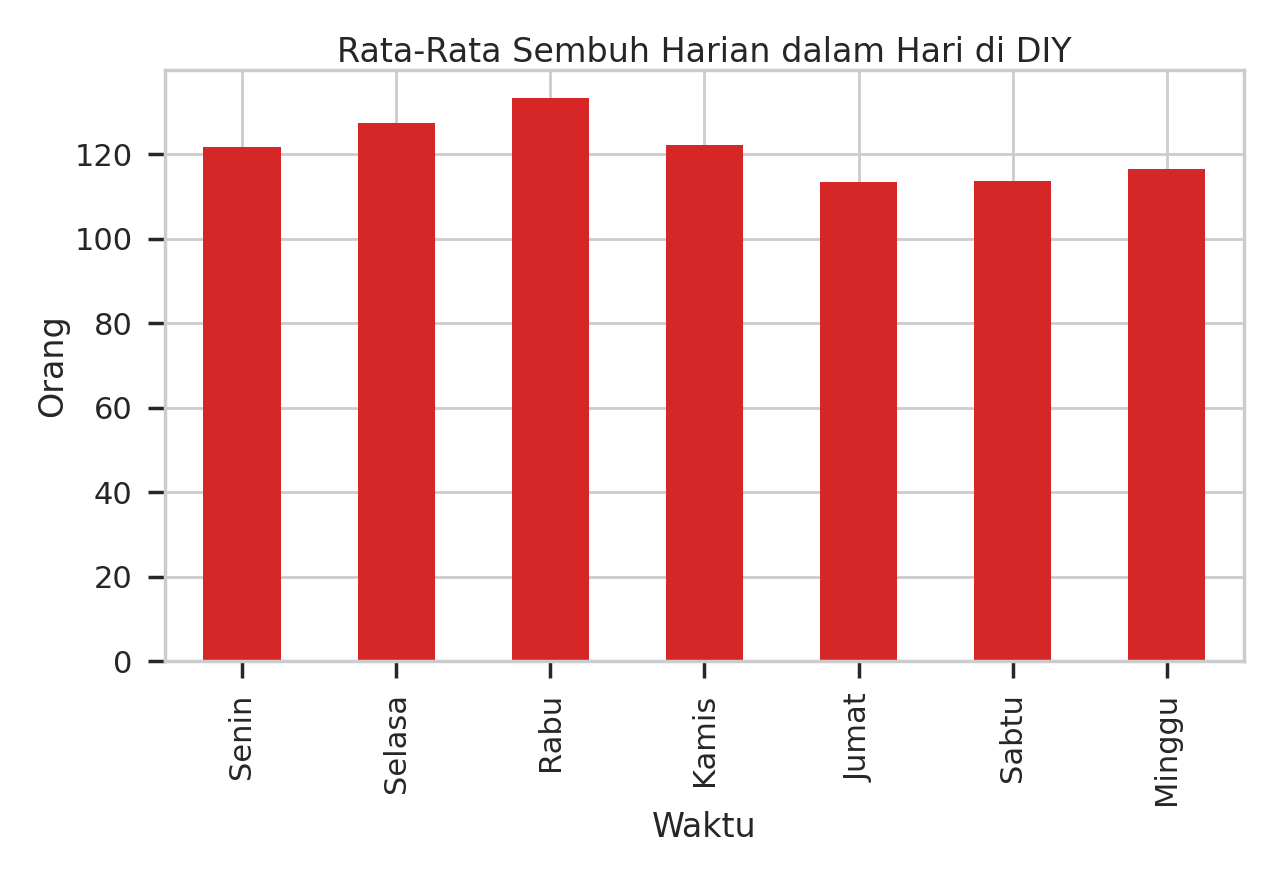 Rata-Rata Sembuh Harian dalam Hari di DIY
120
100
80
60
40
20
0
Orang
Senin
Selasa
Rabu
Kamis
Jumat
Sabtu
Minggu
Waktu